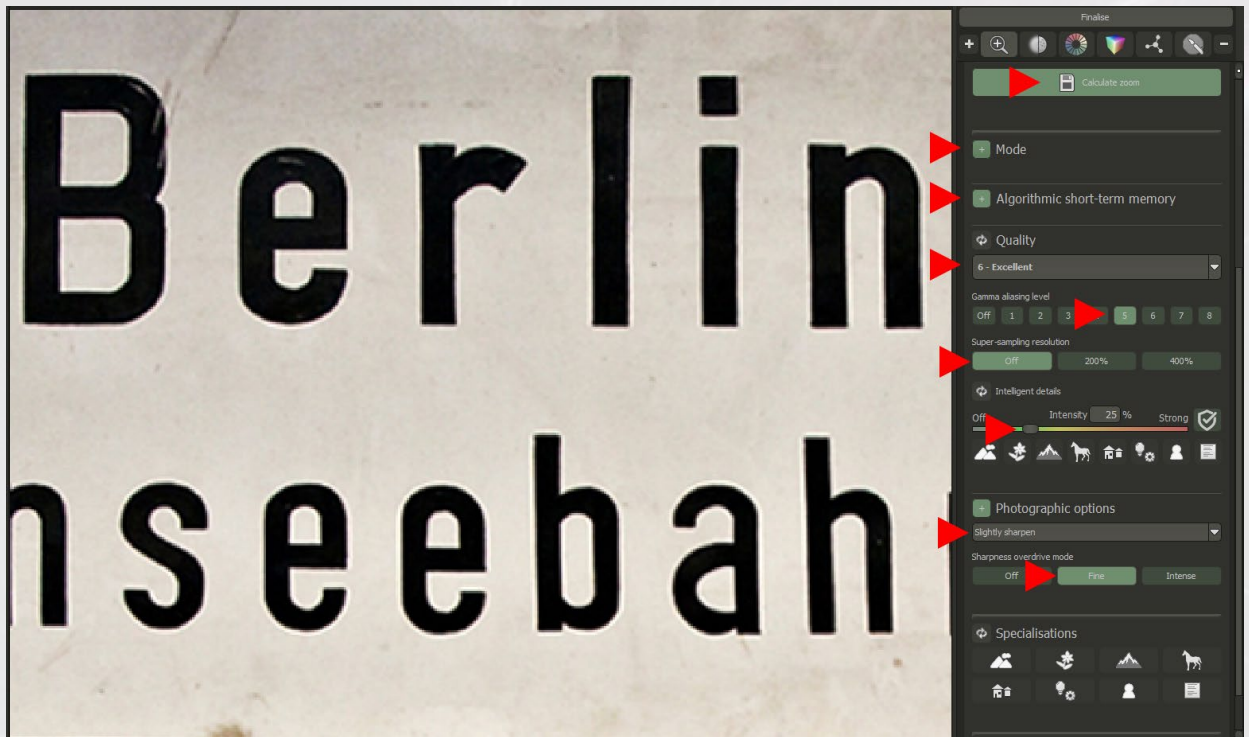 Finalise
Calculate zoom
Berlin
Mode
Algorithmic short-term memory
Quality
6 - Excellent
Gamma aliasing level
Off 1 2 3 5 6 7 8
Super-sampling resolution
Off 200% 400%
Intelligent details
Off Intensity 25 % Strong
nseebah
Photographic options
Slightly sharpen
Sharpness overdrive mode
Off Fine Intense
Specialisations